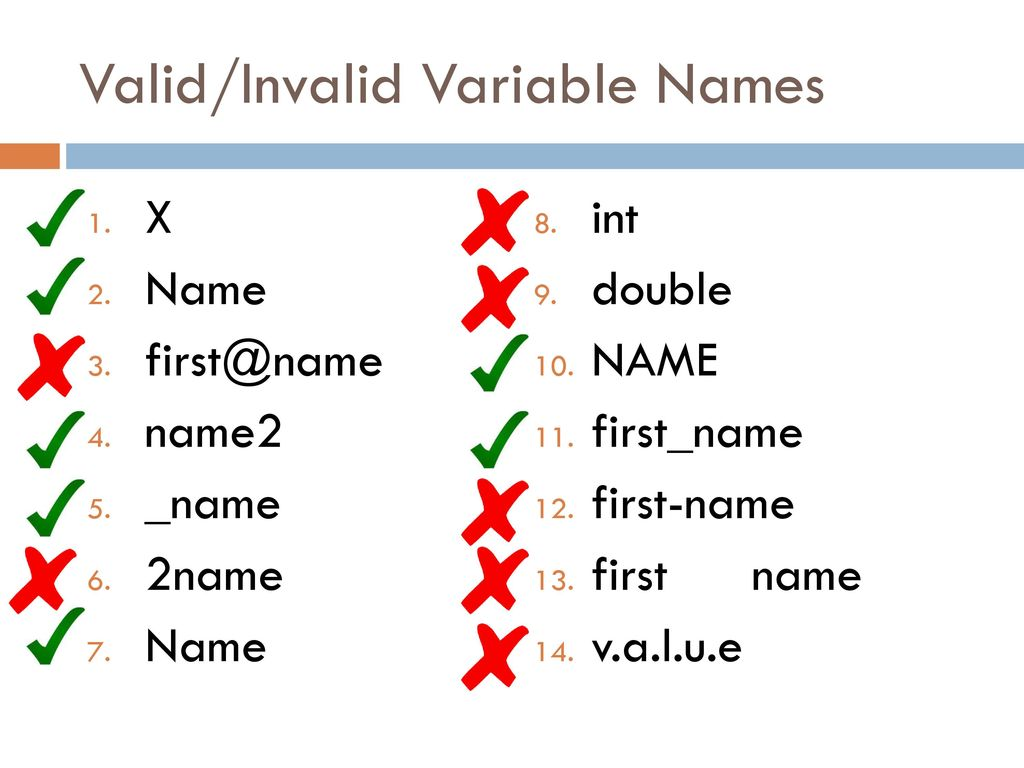 Valid/Invalid Variable Names
1. X
2. Name
3. first@name
4. name2
5. _name
6. 2name
7. Name
8. int
9. double
10. NAME
11. first_name
12. first-name
13. first name
14. v.a.l.u.e